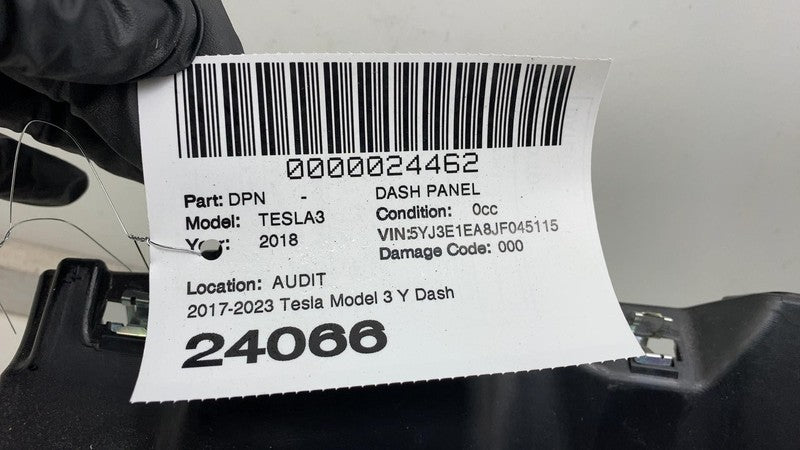 0000024462
Part: DPN - DASH PANEL
Model: TESLA3 Condition: 0cc
2018 VIN:5YJ3E1EA8JF045115
Damage Code: 000
Location: AUDIT
2017-2023 Tesla Model 3 Y Dash
24066